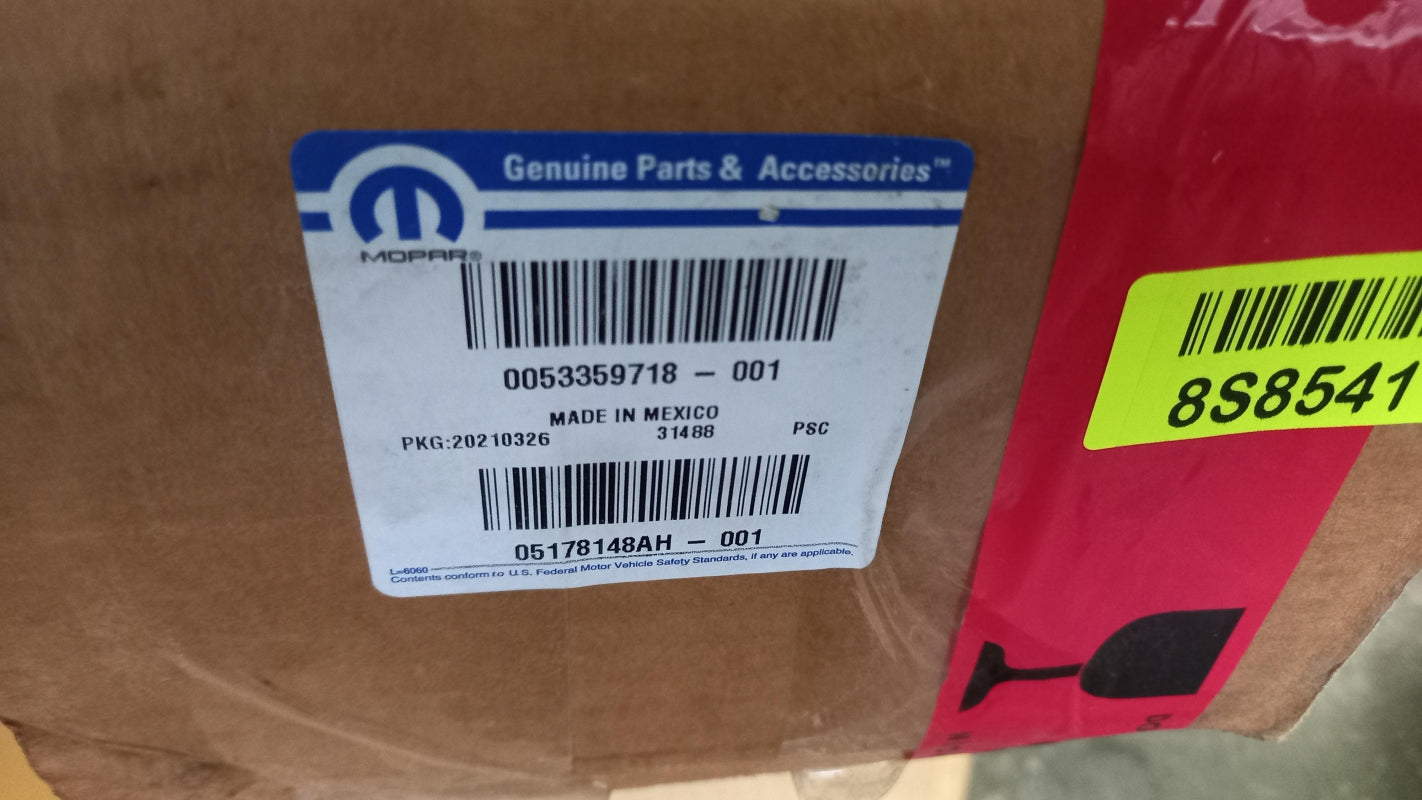 Genuine Parts & Accessories™
MOPAR®
0053359718 - 001
MADE IN MEXICO
PKG:20210326 31488 PSC
05178148AH - 001
L-6060
Contents conform to U.S. Federal Motor Vehicle Safety Standards, if any are applicable.
8S8541